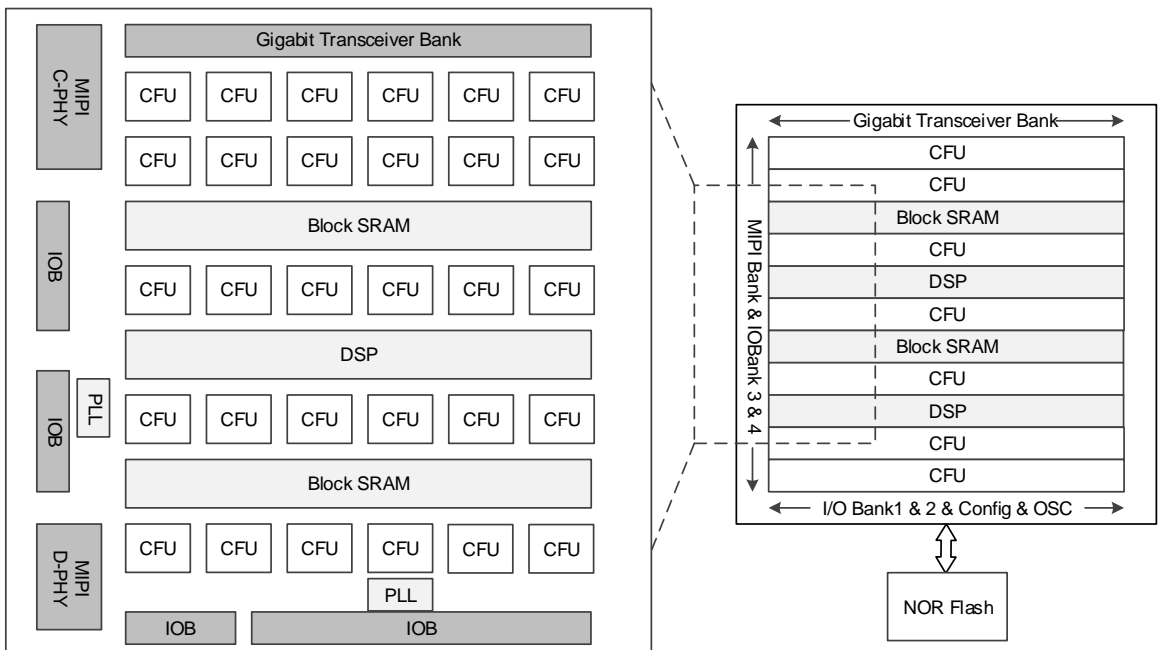 Gigabit Transceiver Bank
MIPI
C-PHY
CFU CFU CFU CFU CFU CFU
CFU CFU CFU CFU CFU CFU
Block SRAM
IOB
CFU CFU CFU CFU CFU CFU
DSP
IOB
PLL
CFU CFU CFU CFU CFU CFU
Block SRAM
MIPI
D-PHY
CFU CFU CFU CFU CFU CFU
PLL
IOB
IOB
Gigabit Transceiver Bank
MIPI Bank & IOBank 3 & 4
CFU
CFU
Block SRAM
CFU
DSP
CFU
Block SRAM
CFU
DSP
CFU
CFU
I/O Bank1 & 2 & Config & OSC
NOR Flash